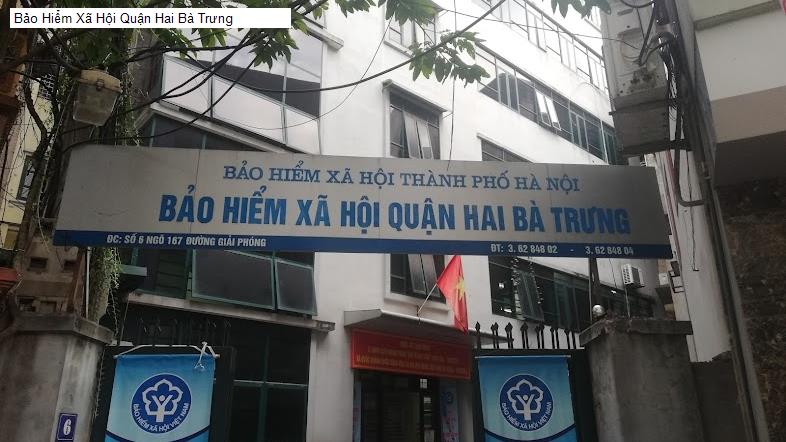 Bảo Hiểm Xã Hội Quận Hai Bà Trưng
BẢO HIỂM XÃ HỘI THÀNH PHỐ HÀ NỘI
BẢO HIỂM XÃ HỘI QUẬN HAI BÀ TRƯNG
ĐC: SỐ 6 NGÕ 167 ĐƯỜNG GIẢI PHÓNG ĐT: 3. 62 848 02 - 3. 62 848 04
BẢO HIỂM XÃ HỘI VIỆT NAM
BẢO HIỂM XÃ HỘI VIỆT NAM
6